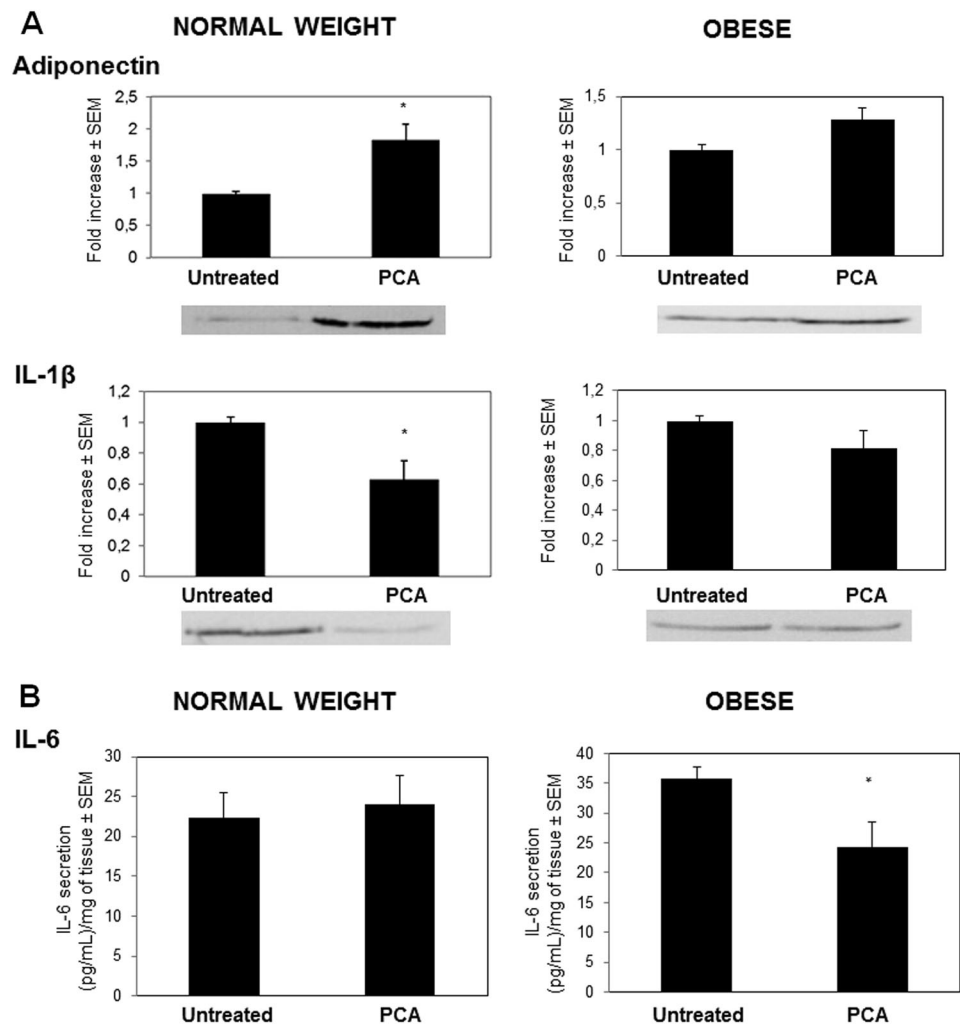 A
NORMAL WEIGHT
OBESE
Adiponectin
Fold increase ± SEM
2,5
2
1,5
1
0,5
0
*
Untreated
PCA
Fold increase ± SEM
1,5
1
0,5
0
Untreated
PCA
IL-1β
Fold increase ± SEM
1,2
1
0,8
0,6
0,4
0,2
0
*
Untreated
PCA
Fold increase ± SEM
1,2
1
0,8
0,6
0,4
0,2
0
Untreated
PCA
B
NORMAL WEIGHT
OBESE
IL-6
IL-6 secretion
(pg/mL)/mg of tissue ± SEM
30
25
20
15
10
5
0
Untreated
PCA
IL-6 secretion
(pg/mL)/mg of tissue ± SEM
40
35
30
25
20
15
10
5
0
*
Untreated
PCA